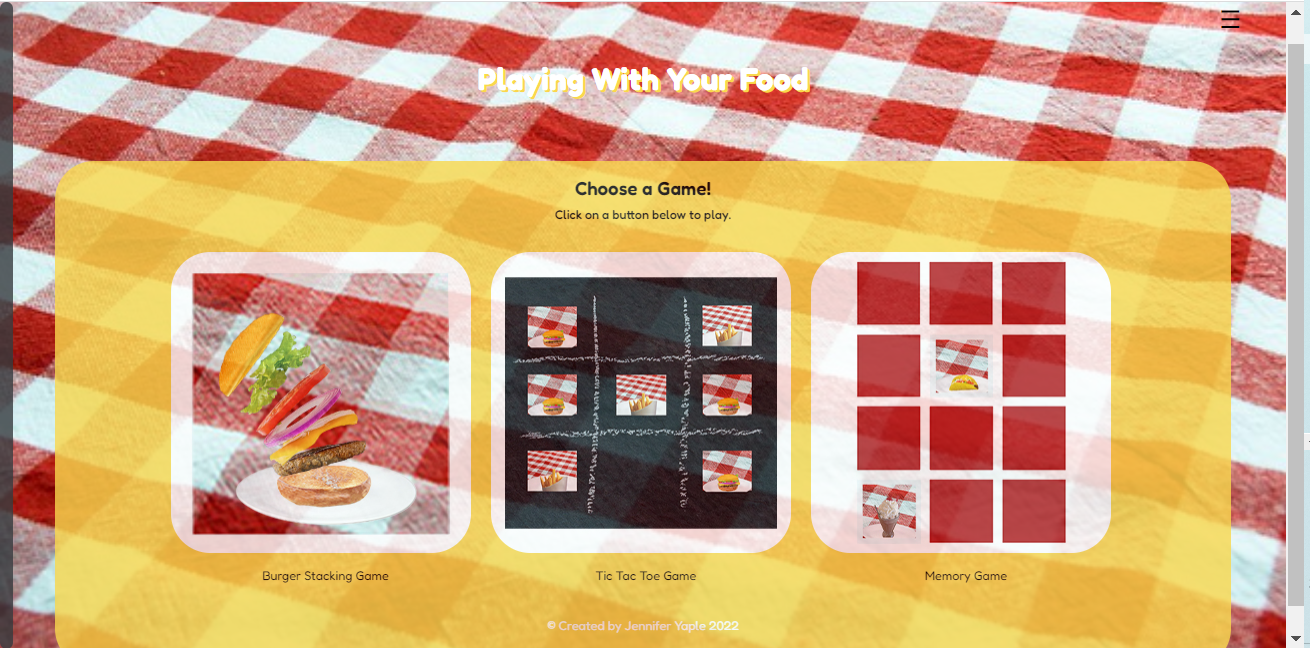 Playing With Your Food
Choose a Game!
Click on a button below to play.
Burger Stacking Game
Tic Tac Toe Game
Memory Game
© Created by Jennifer Yaple 2022